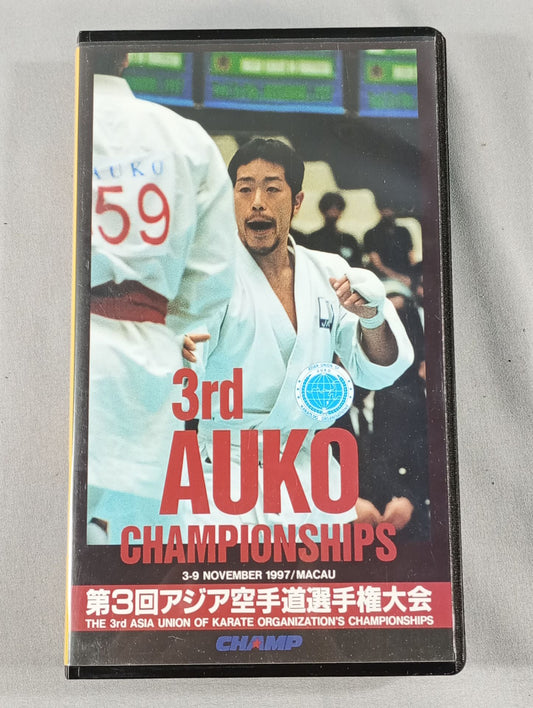 AUKO
59
3rd
AUKO
CHAMPIONSHIPS
3-9 NOVEMBER 1997/MACAU
第3回アジア空手道選手権大会
THE 3rd ASIA UNION OF KARATE ORGANIZATION'S CHAMPIONSHIPS
CHAMP